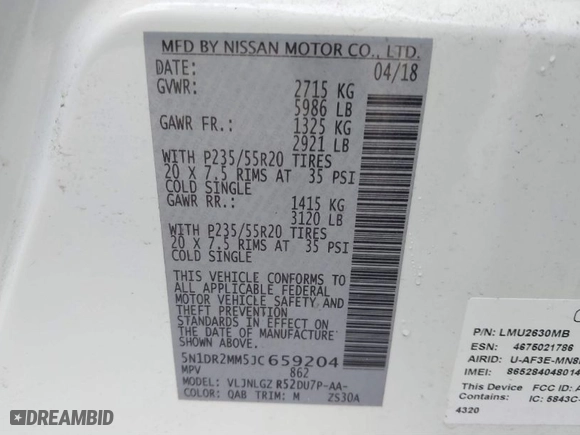 MFD BY NISSAN MOTOR CO., LTD.
DATE: 04/18
GVWR: 2715 KG
5986 LB
GAWR FR.: 1325 KG
2921 LB
WITH P235/55R20 TIRES
20 X 7.5 RIMS AT 35 PSI
COLD SINGLE
GAWR RR.: 1415 KG
3120 LB
WITH P235/55R20 TIRES
20 X 7.5 RIMS AT 35 PSI
COLD SINGLE
THIS VEHICLE CONFORMS TO
ALL APPLICABLE FEDERAL
MOTOR VEHICLE SAFETY AND
THEFT PREVENTION
STANDARDS IN EFFECT ON
THE DATE OF MANUFACTURE
SHOWN ABOVE.
5N1DR2MM5JC659204
MPV 862
MODEL: VLJNLGZ R52DU7P-AA-
COLOR: QAB TRIM: M ZS30A
P/N: LMU2630MB
ESN: 4675021786
AIRID: U-AF3E-MN8
IMEI: 865284048014
This Device FCC ID: A
Contains: IC: 5843C-
4320
© DREAMBIDCARS